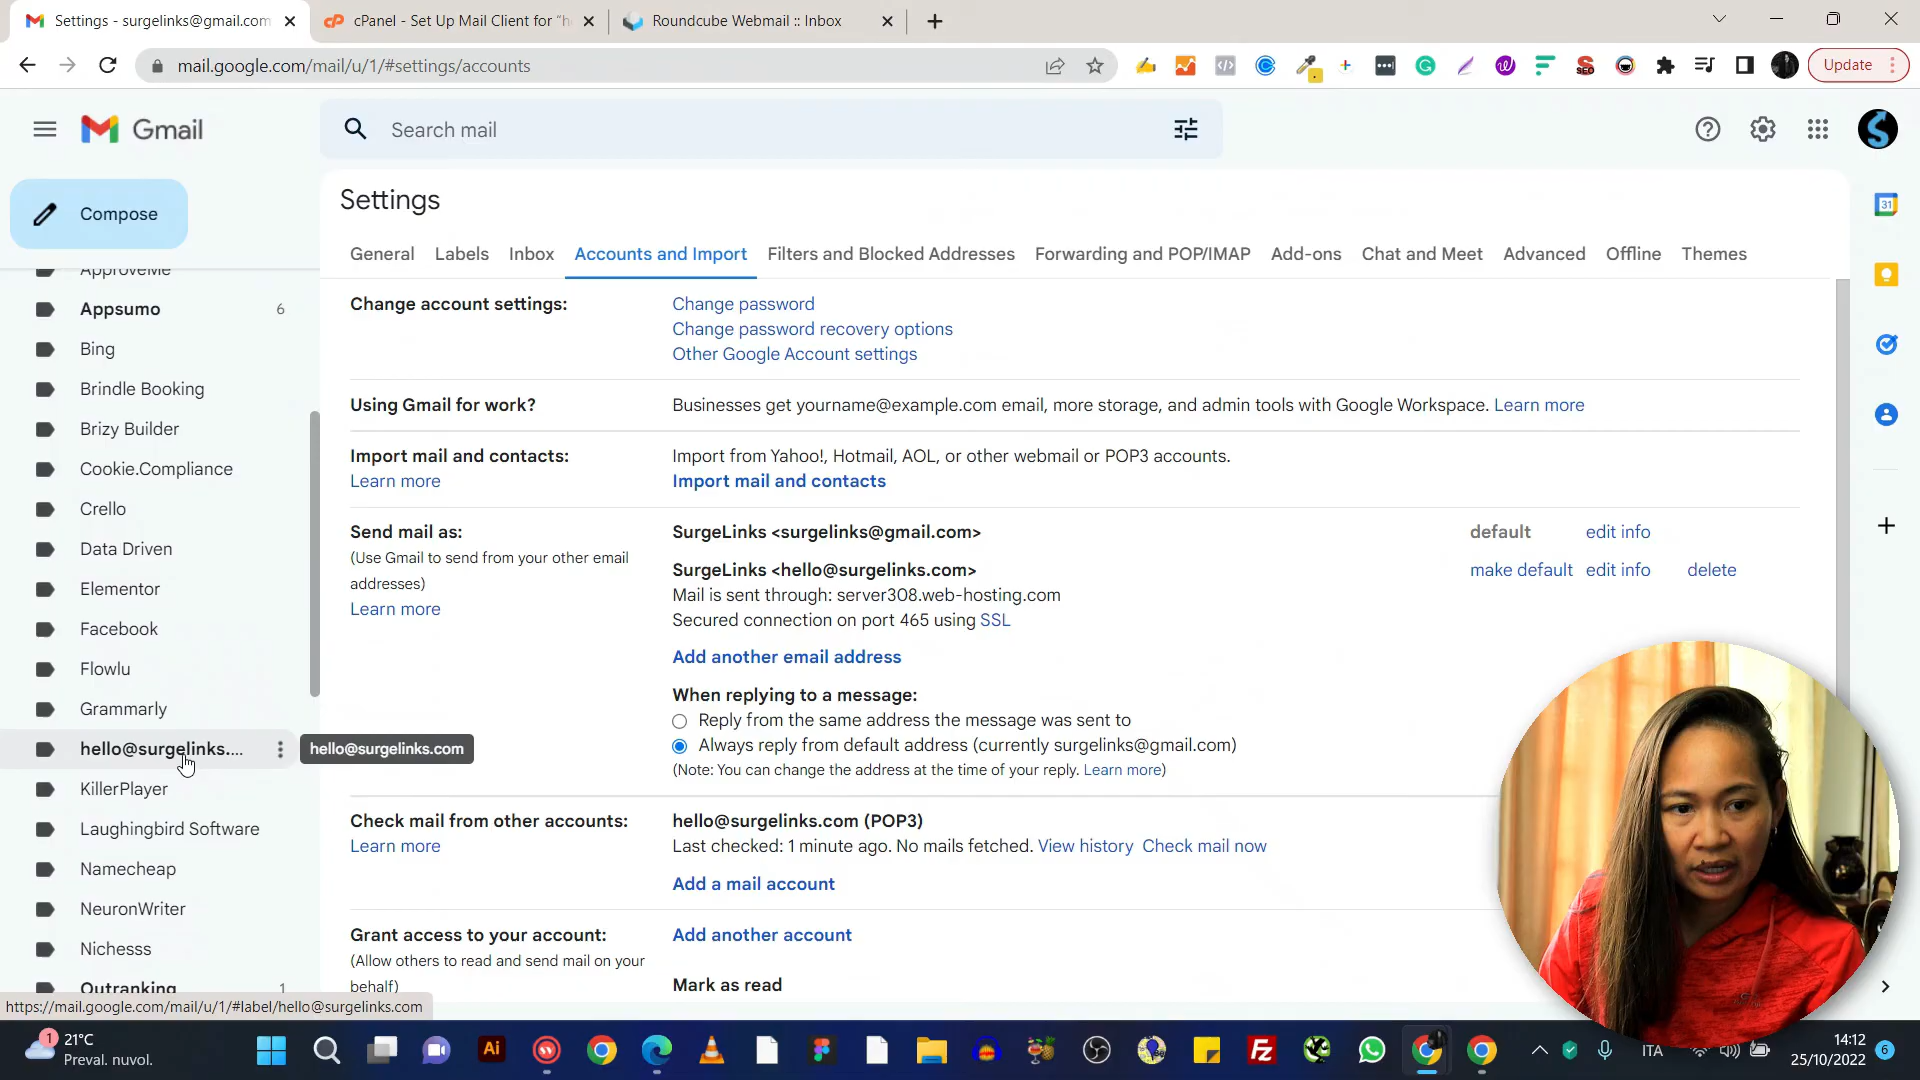 Settings - surgelinks@gmail.com
cPanel - Set Up Mail Client for "h
Roundcube Webmail :: Inbox
mail.google.com/mail/u/1/#settings/accounts
Update
Gmail
Search mail
Compose
Settings
General Labels Inbox Accounts and Import Filters and Blocked Addresses Forwarding and POP/IMAP Add-ons Chat and Meet Advanced Offline Themes
ApproveMe
Appsumo 6
Bing
Brindle Booking
Brizy Builder
Cookie.Compliance
Crello
Data Driven
Elementor
Facebook
Flowlu
Grammarly
hello@surgelinks....
hello@surgelinks.com
KillerPlayer
Laughingbird Software
Namecheap
NeuronWriter
Nichesss
Outranking 1
Change account settings:
Change password
Change password recovery options
Other Google Account settings
Using Gmail for work?
Businesses get yourname@example.com email, more storage, and admin tools with Google Workspace. Learn more
Import mail and contacts:
Learn more
Import from Yahoo!, Hotmail, AOL, or other webmail or POP3 accounts.
Import mail and contacts
Send mail as:
(Use Gmail to send from your other email
addresses)
Learn more
SurgeLinks <surgelinks@gmail.com> default edit info
SurgeLinks <hello@surgelinks.com> make default edit info delete
Mail is sent through: server308.web-hosting.com
Secured connection on port 465 using SSL
Add another email address
When replying to a message:
Reply from the same address the message was sent to
Always reply from default address (currently surgelinks@gmail.com)
(Note: You can change the address at the time of your reply. Learn more)
Check mail from other accounts:
Learn more
hello@surgelinks.com (POP3)
Last checked: 1 minute ago. No mails fetched. View history Check mail now
Add a mail account
Grant access to your account:
(Allow others to read and send mail on your
behalf)
Add another account
Mark as read
https://mail.google.com/mail/u/1/#label/hello@surgelinks.com
31
SEO
1
21°C
Preval. nuvol.
Ai
Fz
ITA
14:12
25/10/2022
6